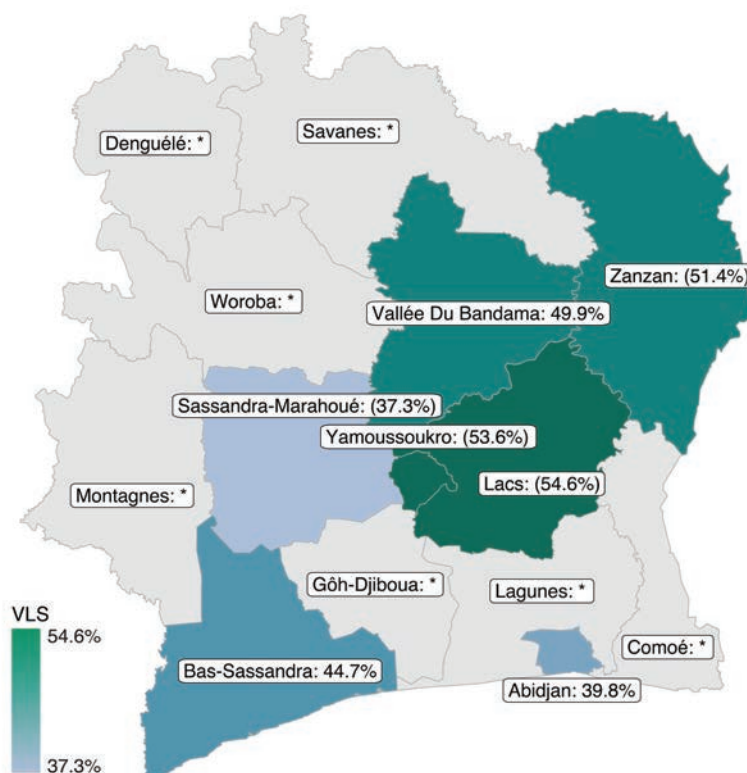 Denguélé: *
Savanes: *
Zanzan: (51.4%)
Woroba: *
Vallée Du Bandama: 49.9%
Sassandra-Marahoué: (37.3%)
Yamoussoukro: (53.6%)
Lacs: (54.6%)
Montagnes: *
Gôh-Djiboua: *
Lagunes: *
Comoé: *
Bas-Sassandra: 44.7%
Abidjan: 39.8%
VLS
54.6%
37.3%